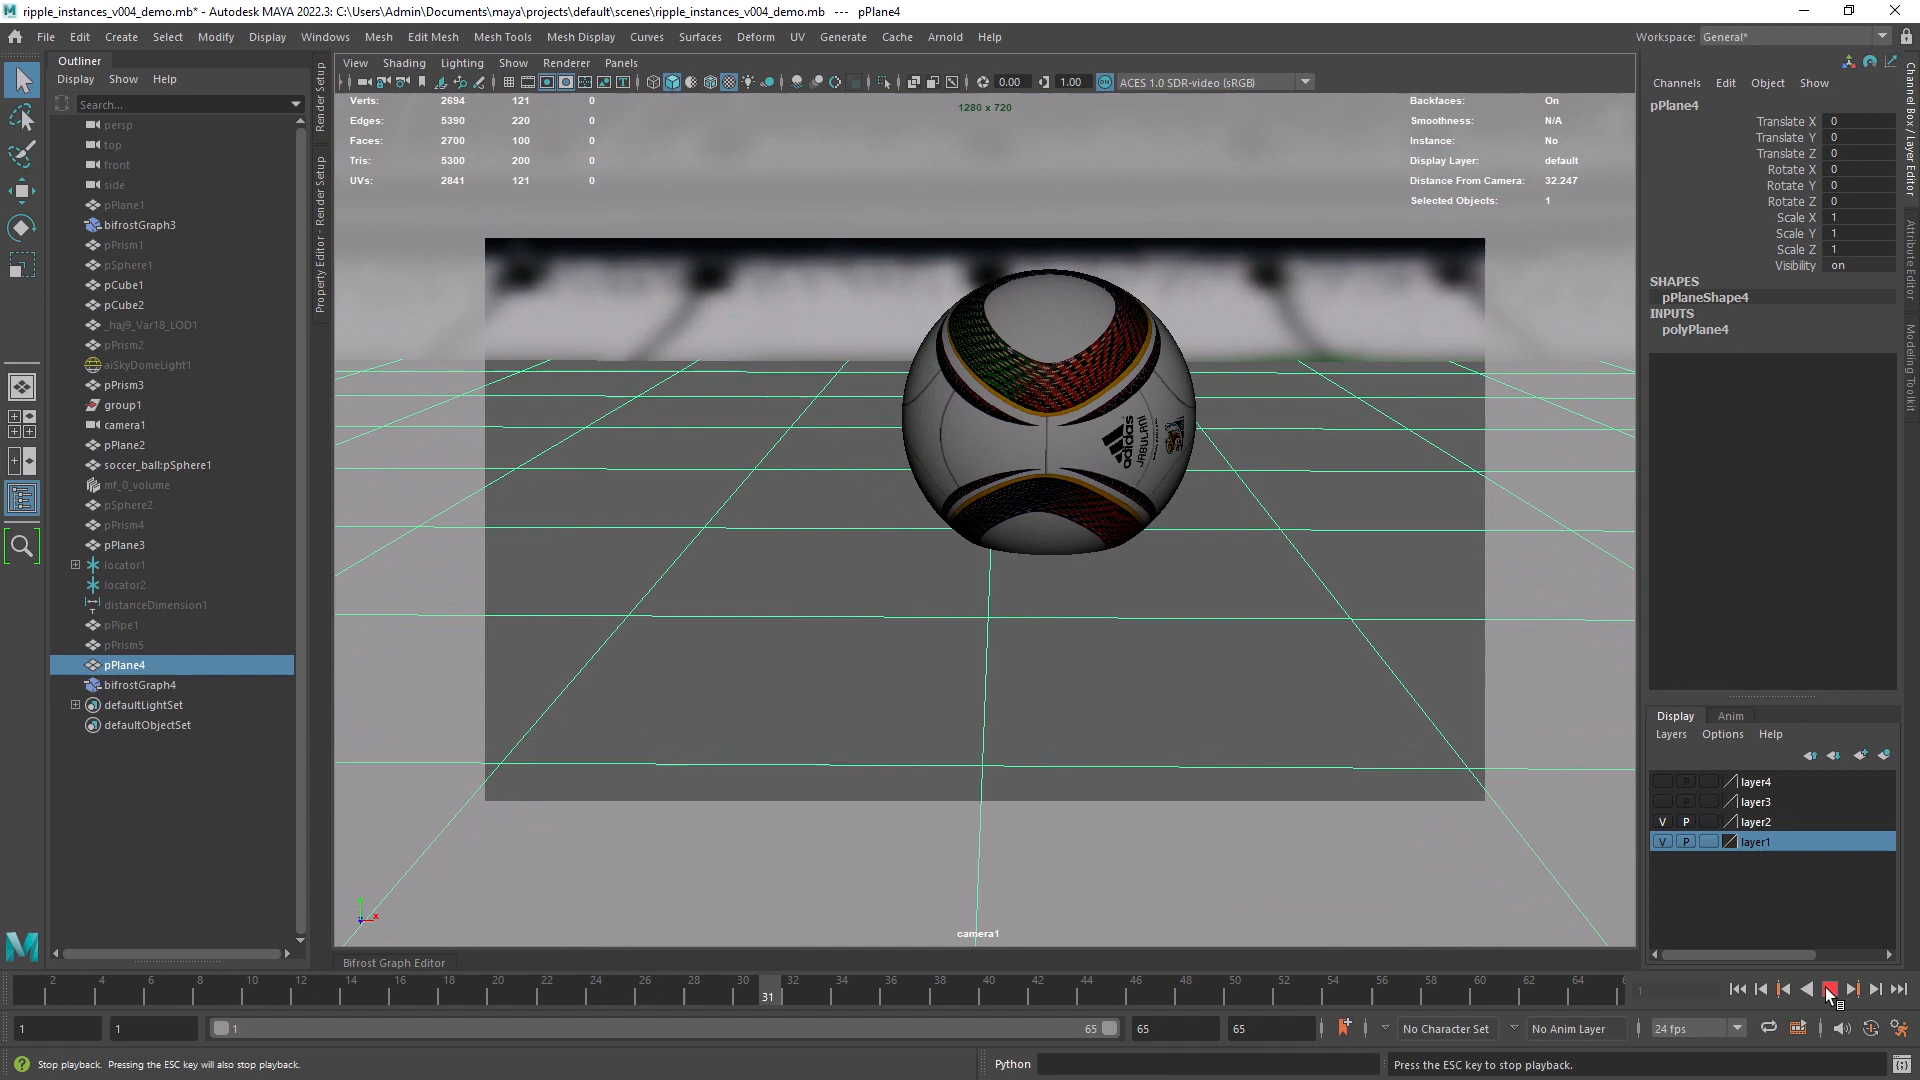 ripple_instances_v004_demo.mb* - Autodesk MAYA 2022.3: C:\Users\Admin\Documents\maya\projects\default\scenes\ripple_instances_v004_demo.mb   ---   pPlane4
File Edit Create Select Modify Display Windows Mesh Edit Mesh Mesh Tools Mesh Display Curves Surfaces Deform UV Generate Cache Arnold Help
Workspace: General*
Outliner
Display Show Help
Search...
persp
top
front
side
pPlane1
bifrostGraph3
pPrism1
pSphere1
pCube1
pCube2
_haj9_Var18_LOD1
pPrism2
aiSkyDomeLight1
pPrism3
group1
camera1
pPlane2
soccer_ball:pSphere1
mf_0_volume
pSphere2
pPrism4
pPlane3
locator1
locator2
distanceDimension1
pPipe1
pPrism5
pPlane4
bifrostGraph4
defaultLightSet
defaultObjectSet
Render Setup
Property Editor - Render Setup
View Shading Lighting Show Renderer Panels
0.00 1.00 ON ACES 1.0 SDR-video (sRGB)
Verts: 2694 121 0
Edges: 5390 220 0
Faces: 2700 100 0
Tris: 5300 200 0
UVs: 2841 121 0
1280 x 720
Backfaces: On
Smoothness: N/A
Instance: No
Display Layer: default
Distance From Camera: 32.247
Selected Objects: 1
adidas
JABULANI
y
x
camera1
Bifrost Graph Editor
Channels Edit Object Show
pPlane4
Translate X 0
Translate Y 0
Translate Z 0
Rotate X 0
Rotate Y 0
Rotate Z 0
Scale X 1
Scale Y 1
Scale Z 1
Visibility on
SHAPES
pPlaneShape4
INPUTS
polyPlane4
Channel Box / Layer Editor
Attribute Editor
Modeling Toolkit
Display Anim
Layers Options Help
P layer4
P layer3
V P layer2
V P layer1
2 4 6 8 10 12 14 16 18 20 22 24 26 28 30 32 34 36 38 40 42 44 46 48 50 52 54 56 58 60 62 64
31
1
1 1 1 65 65 65 No Character Set No Anim Layer 24 fps
Stop playback. Pressing the ESC key will also stop playback.
Python
Press the ESC key to stop playback.